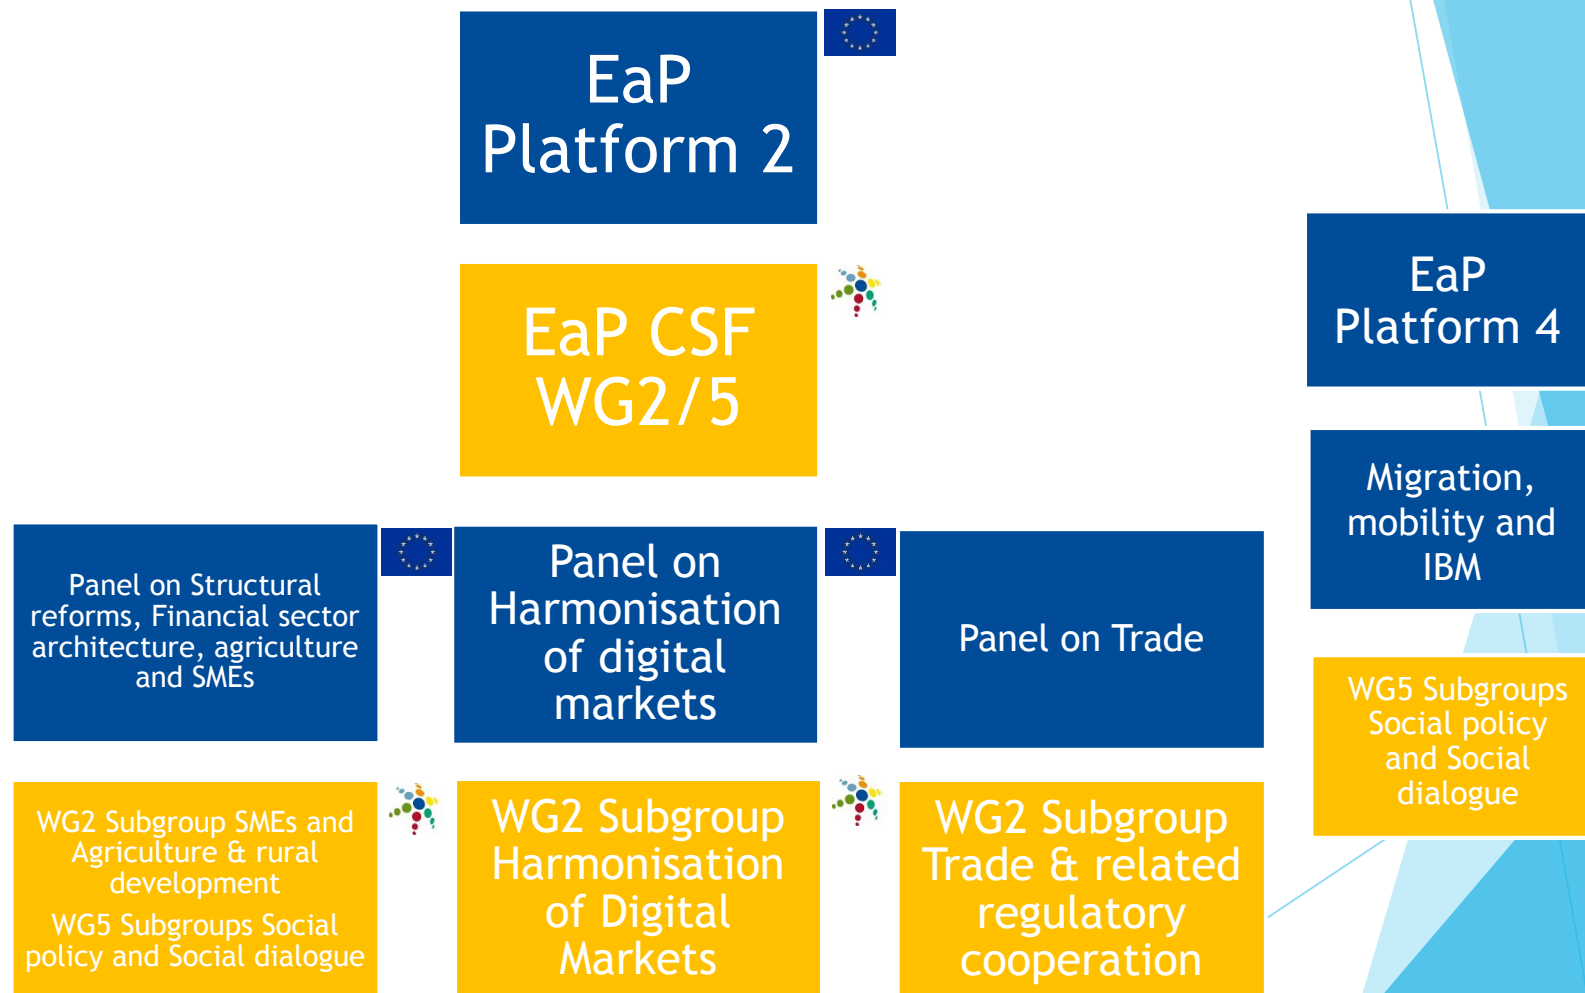 EaP
Platform 2
EaP CSF
WG2/5
Panel on Structural
reforms, Financial sector
architecture, agriculture
and SMEs
Panel on
Harmonisation
of digital
markets
Panel on Trade
WG2 Subgroup SMEs and
Agriculture & rural
development
WG5 Subgroups Social
policy and Social dialogue
WG2 Subgroup
Harmonisation
of Digital
Markets
WG2 Subgroup
Trade & related
regulatory
cooperation
EaP
Platform 4
Migration,
mobility and
IBM
WG5 Subgroups
Social policy
and Social
dialogue